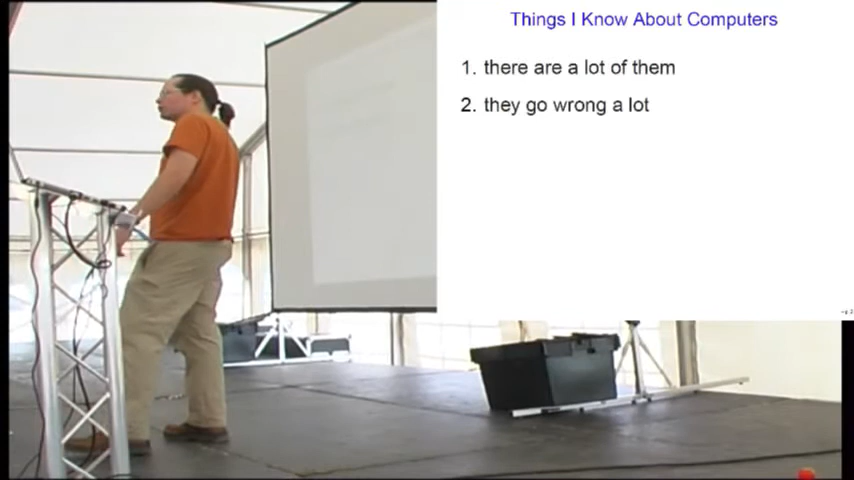 Things I Know About Computers
1. there are a lot of them
2. they go wrong a lot